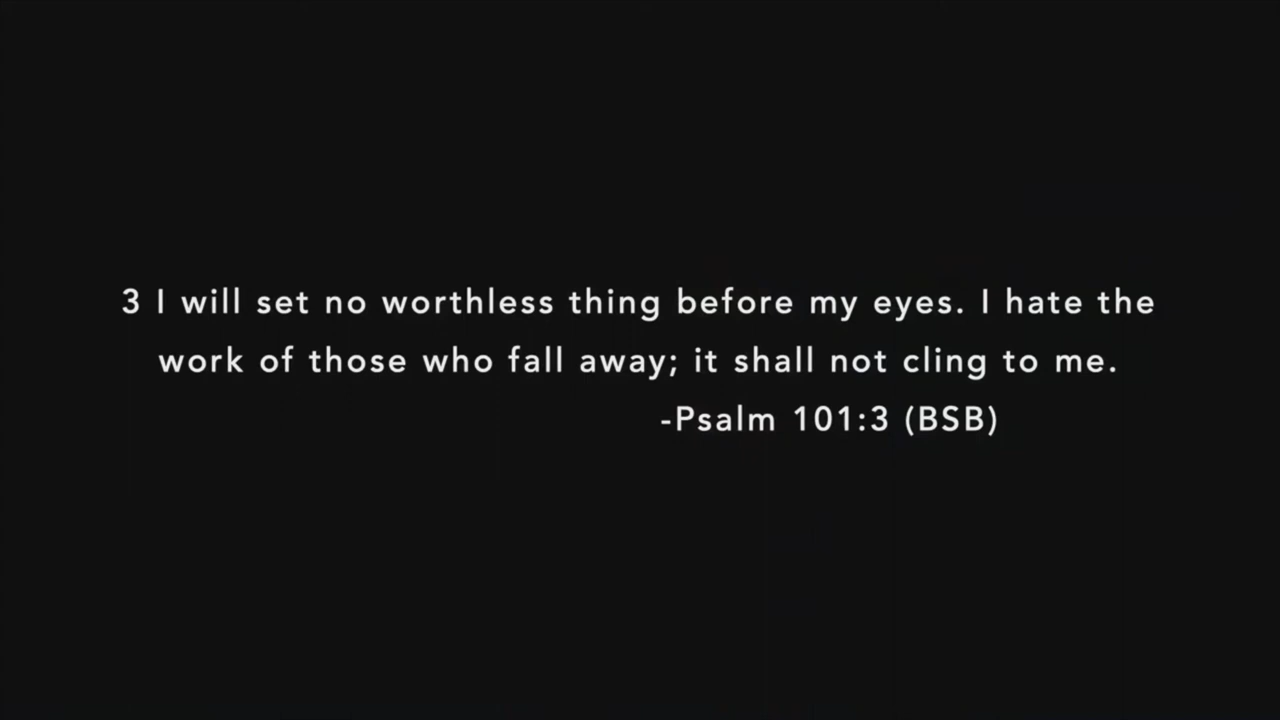 3 I will set no worthless thing before my eyes. I hate the
work of those who fall away; it shall not cling to me.
-Psalm 101:3 (BSB)